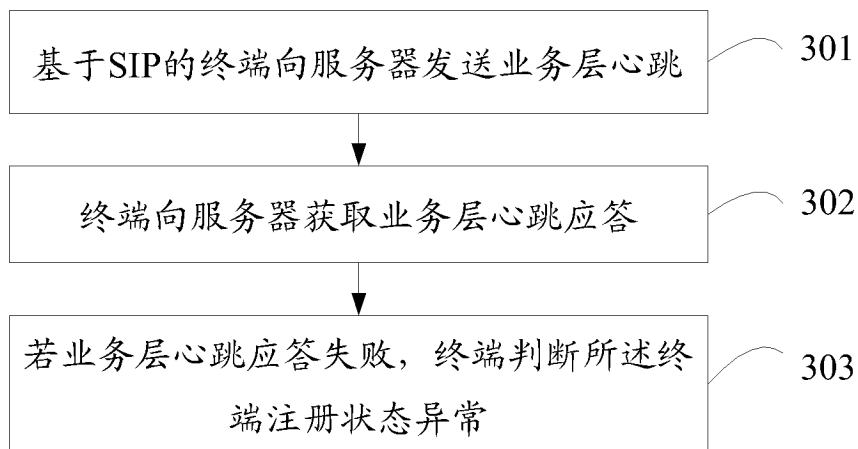 基于SIP的终端向服务器发送业务层心跳
301
终端向服务器获取业务层心跳应答
302
若业务层心跳应答失败，终端判断所述终
端注册状态异常
303